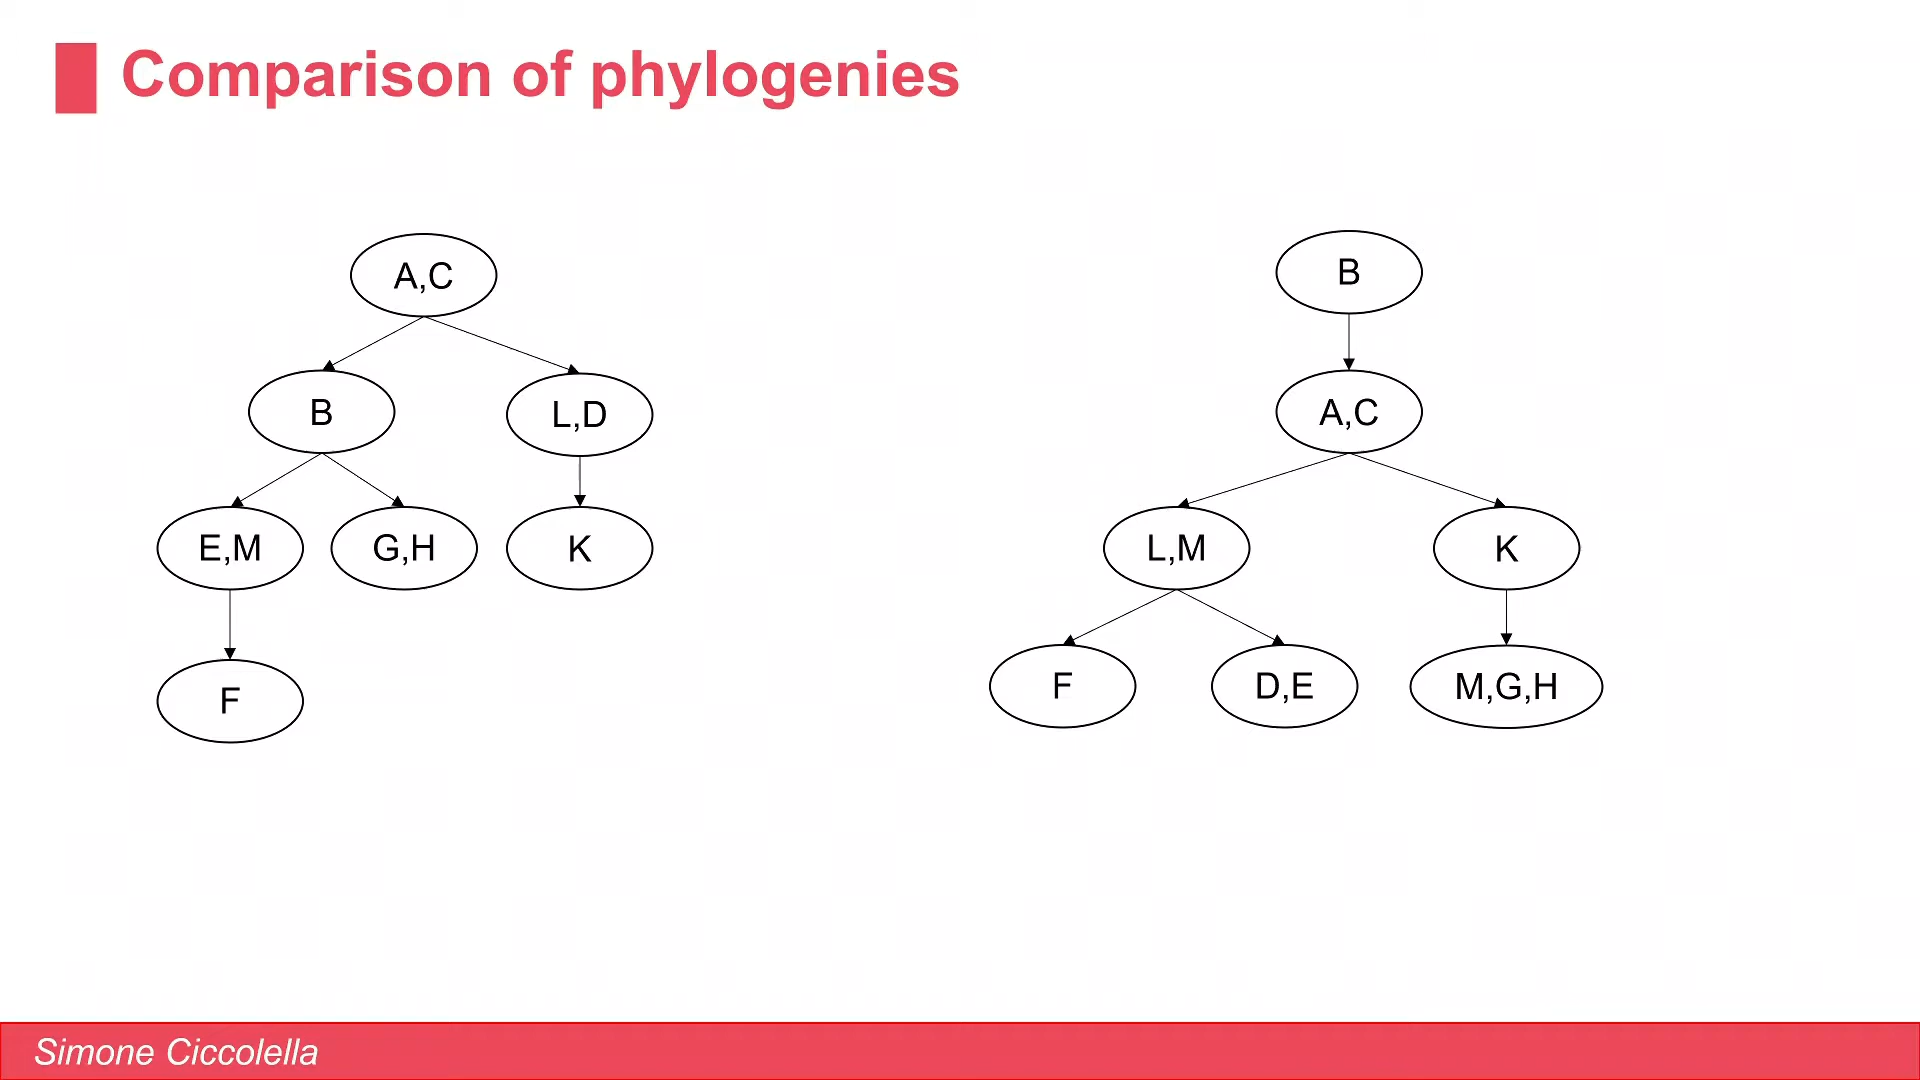 Comparison of phylogenies
A,C
B
L,D
E,M
G,H
K
F
B
A,C
L,M
K
F
D,E
M,G,H
Simone Ciccolella